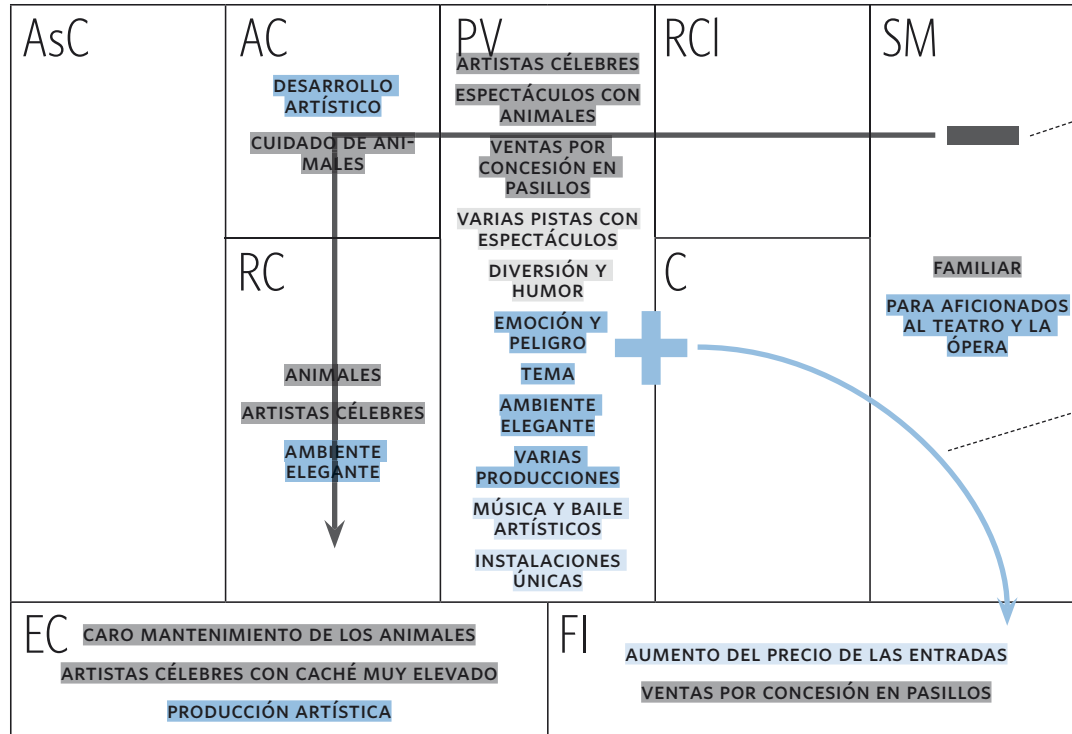 AsC
AC
DESARROLLO
ARTÍSTICO
CUIDADO DE ANI-
MALES
RC
ANIMALES
ARTISTAS CÉLEBRES
AMBIENTE
ELEGANTE
PV
ARTISTAS CÉLEBRES
ESPECTÁCULOS CON
ANIMALES
VENTAS POR
CONCESIÓN EN
PASILLOS
VARIAS PISTAS CON
ESPECTÁCULOS
DIVERSIÓN Y
HUMOR
EMOCIÓN Y
PELIGRO
TEMA
AMBIENTE
ELEGANTE
VARIAS
PRODUCCIONES
MÚSICA Y BAILE
ARTÍSTICOS
INSTALACIONES
ÚNICAS
RCl
C
SM
FAMILIAR
PARA AFICIONADOS
AL TEATRO Y LA
ÓPERA
EC
CARO MANTENIMIENTO DE LOS ANIMALES
ARTISTAS CÉLEBRES CON CACHÉ MUY ELEVADO
PRODUCCIÓN ARTÍSTICA
FI
AUMENTO DEL PRECIO DE LAS ENTRADAS
VENTAS POR CONCESIÓN EN PASILLOS